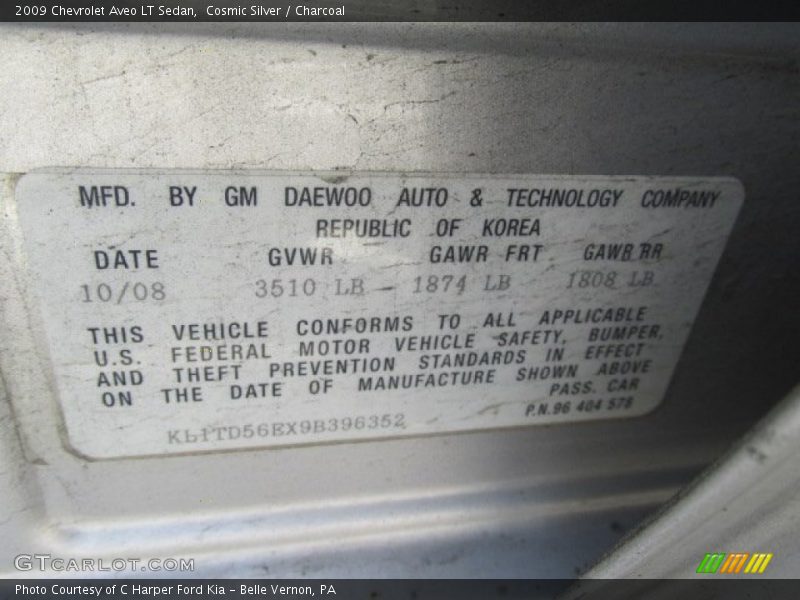 2009 Chevrolet Aveo LT Sedan,  Cosmic Silver / Charcoal
MFD. BY GM DAEWOO AUTO & TECHNOLOGY COMPANY
REPUBLIC OF KOREA
DATE GVWR GAWR FRT GAWR RR
10/08 3510 LB - 1874 LB 1808 LB
THIS VEHICLE CONFORMS TO ALL APPLICABLE
U.S. FEDERAL MOTOR VEHICLE SAFETY, BUMPER,
AND THEFT PREVENTION STANDARDS IN EFFECT
ON THE DATE OF MANUFACTURE SHOWN ABOVE
PASS. CAR
KL1TD56EX9B396352 P.N.96 404 578
GTcarlot.com
Photo Courtesy of C Harper Ford Kia - Belle Vernon, PA